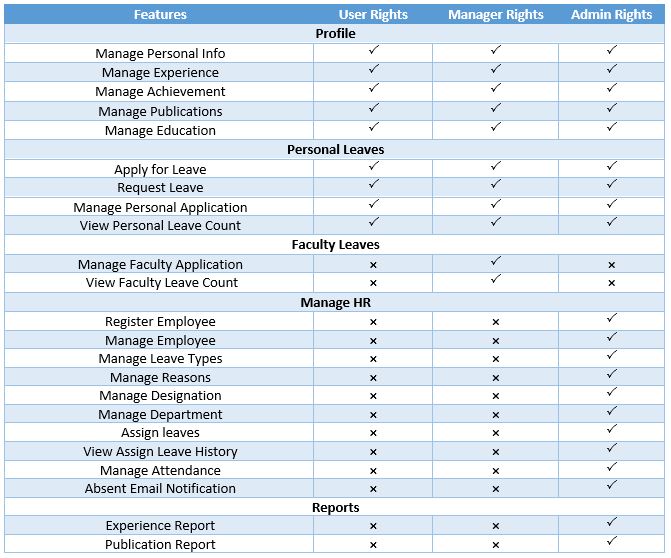 Features User Rights Manager Rights Admin Rights
Profile
Manage Personal Info ✓ ✓ ✓
Manage Experience ✓ ✓ ✓
Manage Achievement ✓ ✓ ✓
Manage Publications ✓ ✓ ✓
Manage Education ✓ ✓ ✓
Personal Leaves
Apply for Leave ✓ ✓ ✓
Request Leave ✓ ✓ ✓
Manage Personal Application ✓ ✓ ✓
View Personal Leave Count ✓ ✓ ✓
Faculty Leaves
Manage Faculty Application × ✓ ×
View Faculty Leave Count × ✓ ×
Manage HR
Register Employee × × ✓
Manage Employee × × ✓
Manage Leave Types × × ✓
Manage Reasons × × ✓
Manage Designation × × ✓
Manage Department × × ✓
Assign leaves × × ✓
View Assign Leave History × × ✓
Manage Attendance × × ✓
Absent Email Notification × × ✓
Reports
Experience Report × × ✓
Publication Report × × ✓